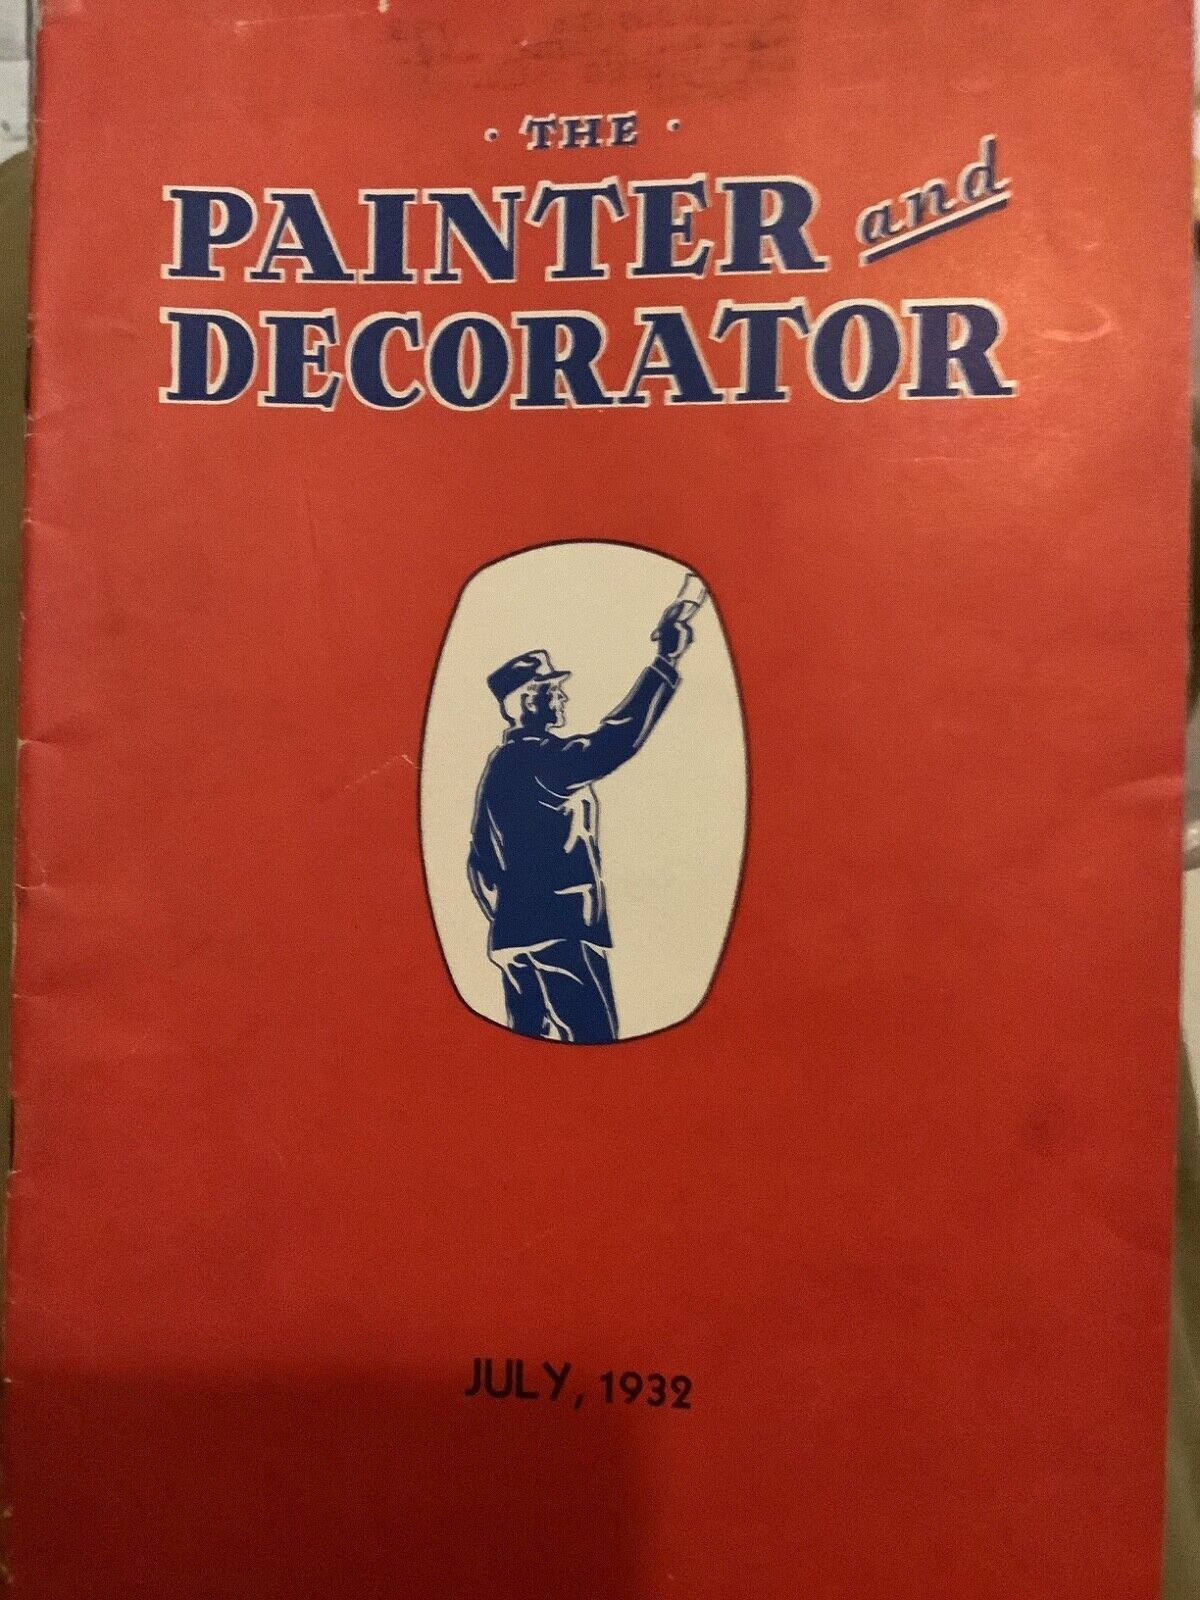 · THE ·
PAINTER and
DECORATOR
JULY, 1932